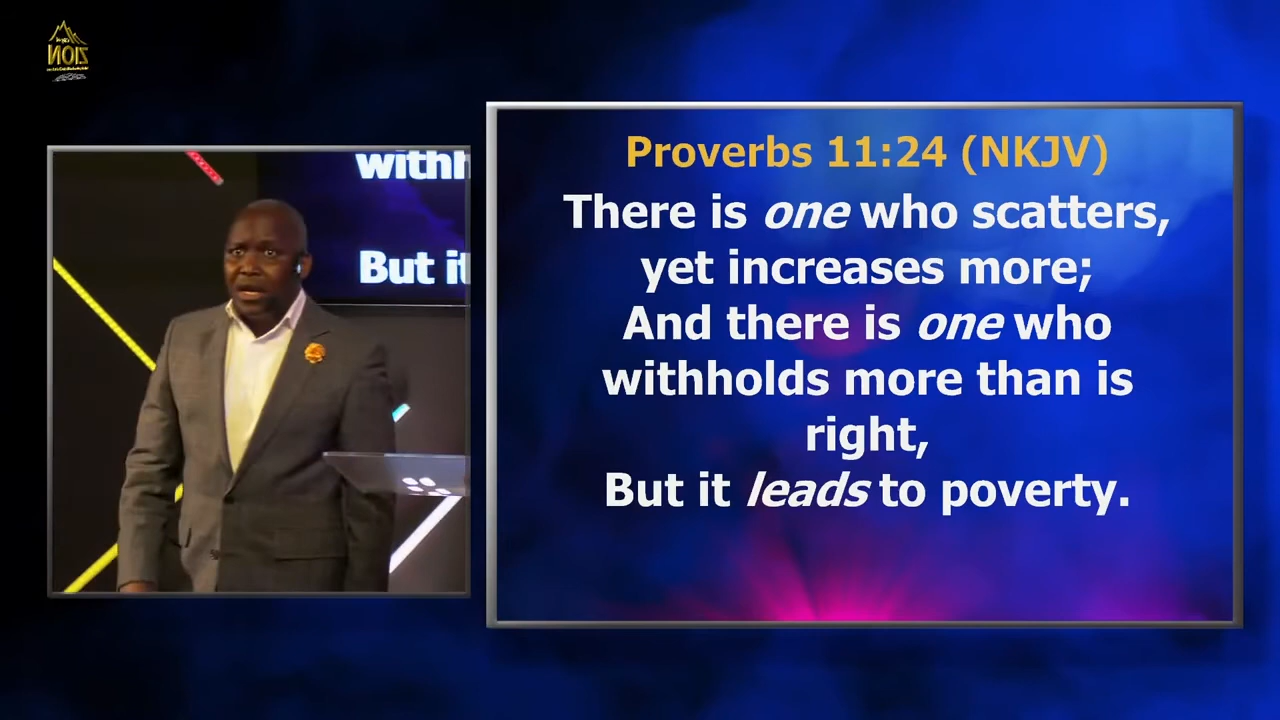 ZION
withh
But it
Proverbs 11:24 (NKJV)
There is one who scatters,
yet increases more;
And there is one who
withholds more than is
right,
But it leads to poverty.